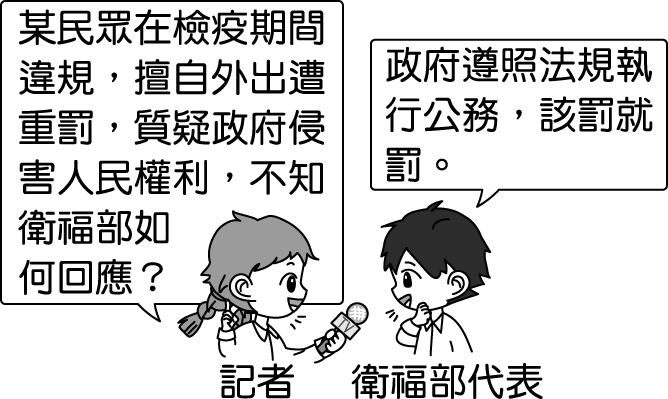 某民眾在檢疫期間
違規，擅自外出遭
重罰，質疑政府侵
害人民權利，不知
衛福部如
何回應？
政府遵照法規執
行公務，該罰就
罰。
TV
記者
衛福部代表